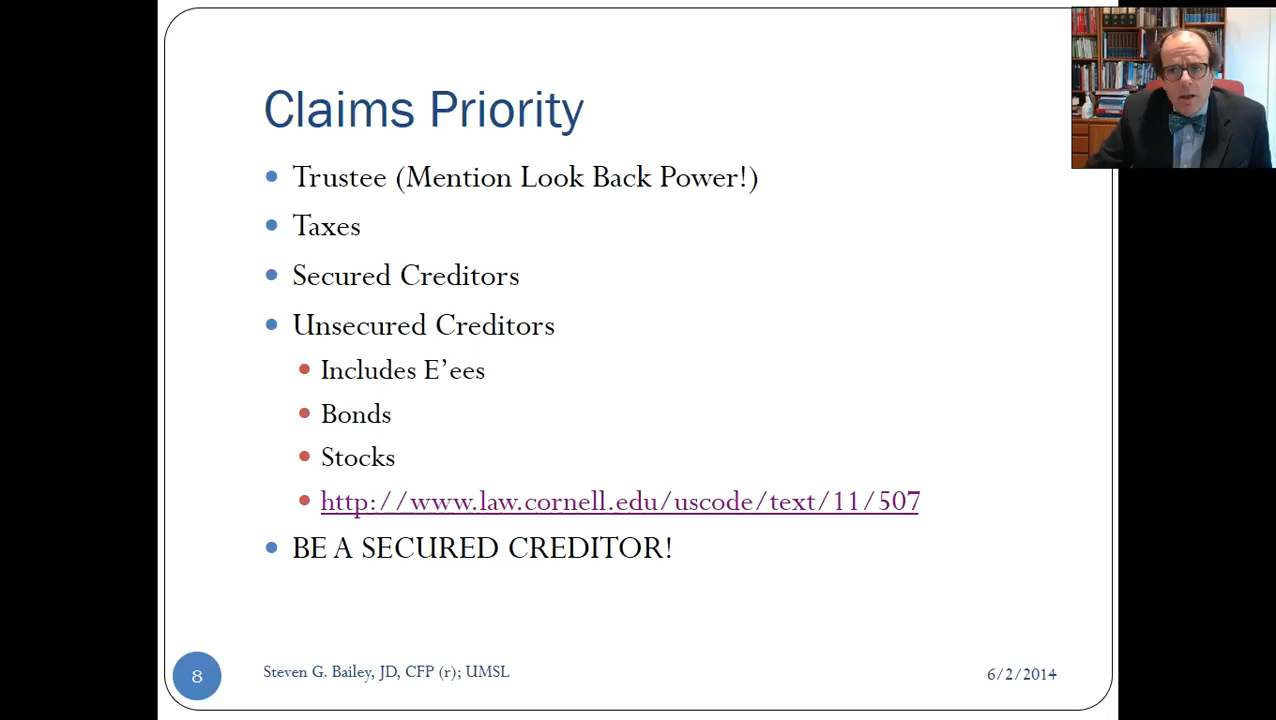 Claims Priority
Trustee (Mention Look Back Power!)
Taxes
Secured Creditors
Unsecured Creditors
Includes E’ees
Bonds
Stocks
http://www.law.cornell.edu/uscode/text/11/507
BE A SECURED CREDITOR!
8
Steven G. Bailey, JD, CFP (r); UMSL
6/2/2014